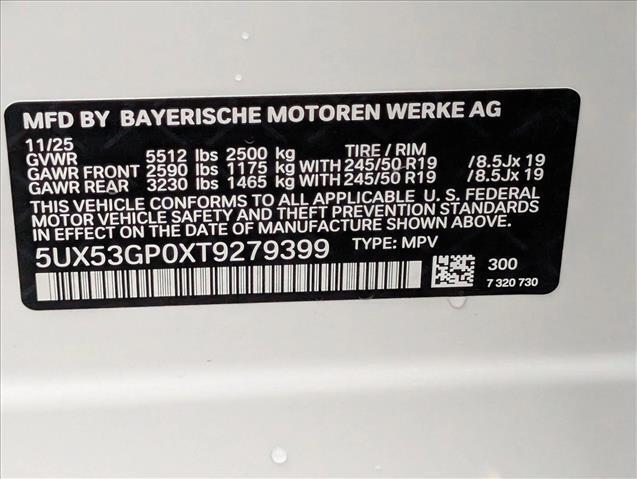 MFD BY BAYERISCHE MOTOREN WERKE AG
11/25 TIRE / RIM
GVWR 5512 lbs 2500 kg
GAWR FRONT 2590 lbs 1175 kg WITH 245/50 R19 /8.5Jx 19
GAWR REAR 3230 lbs 1465 kg WITH 245/50 R19 /8.5Jx 19
THIS VEHICLE CONFORMS TO ALL APPLICABLE U. S. FEDERAL
MOTOR VEHICLE SAFETY AND THEFT PREVENTION STANDARDS
IN EFFECT ON THE DATE OF MANUFACTURE SHOWN ABOVE.
5UX53GP0XT9279399 TYPE: MPV
300
7 320 730